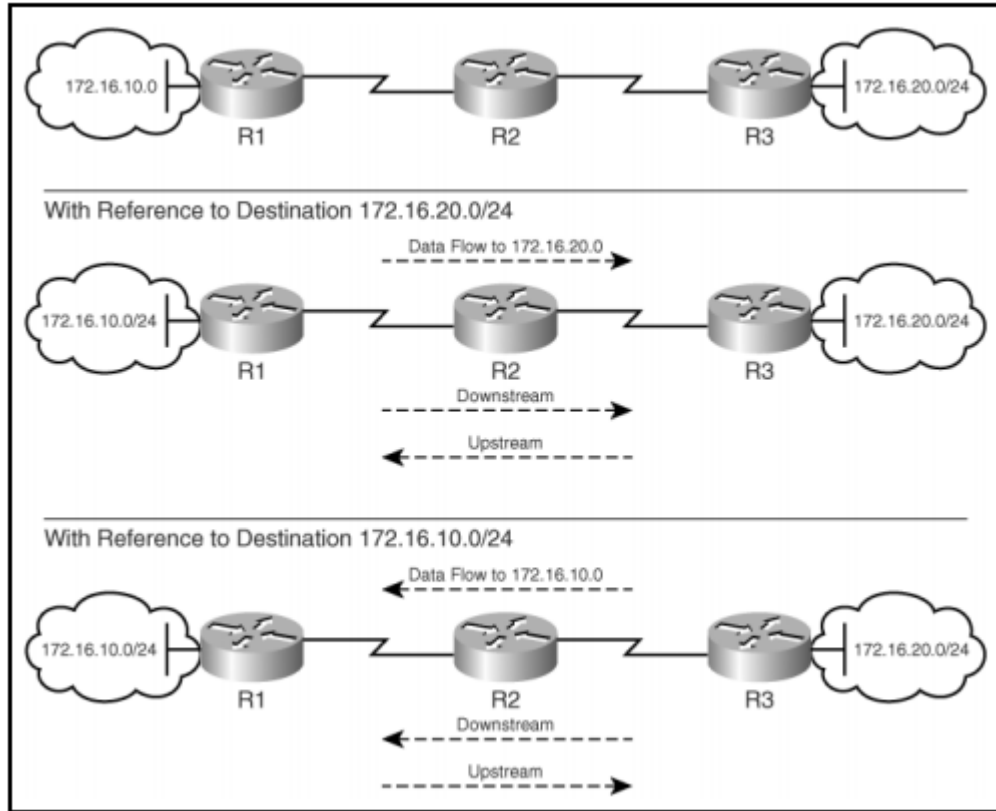 172.16.10.0
172.16.20.0/24
R1
R2
R3
With Reference to Destination 172.16.20.0/24
Data Flow to 172.16.20.0
172.16.10.0/24
172.16.20.0/24
R1
R2
R3
Downstream
Upstream
With Reference to Destination 172.16.10.0/24
Data Flow to 172.16.10.0
172.16.10.0/24
172.16.20.0/24
R1
R2
R3
Downstream
Upstream